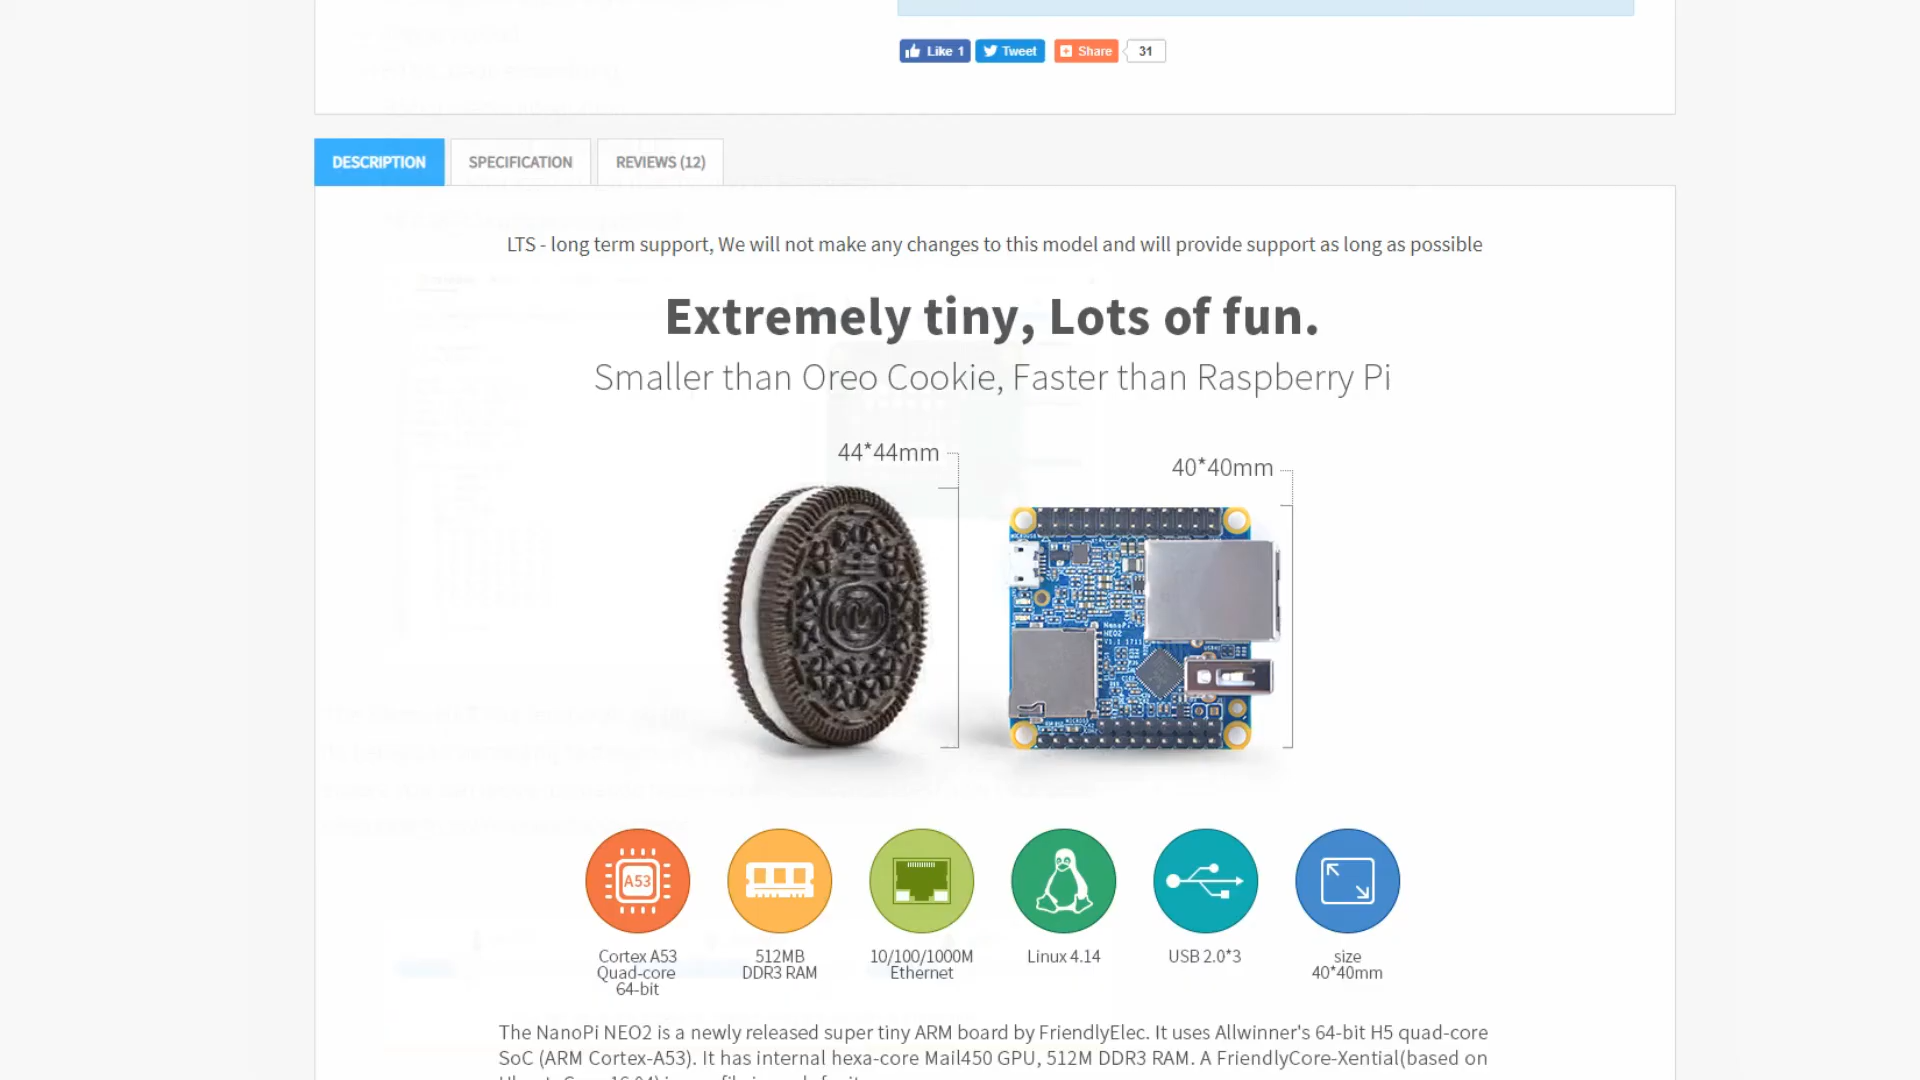 Like 1
Tweet
Share
31
DESCRIPTION
SPECIFICATION
REVIEWS (12)
LTS - long term support, We will not make any changes to this model and will provide support as long as possible
Extremely tiny, Lots of fun.
Smaller than Oreo Cookie, Faster than Raspberry Pi
44*44mm
40*40mm
NanoPi
NEO2
V1.1 1711
A53
Cortex A53
Quad-core
64-bit
512MB
DDR3 RAM
10/100/1000M
Ethernet
Linux 4.14
USB 2.0*3
size
40*40mm
The NanoPi NEO2 is a newly released super tiny ARM board by FriendlyElec. It uses Allwinner's 64-bit H5 quad-core
SoC (ARM Cortex-A53). It has internal hexa-core Mail450 GPU, 512M DDR3 RAM. A FriendlyCore-Xential(based on